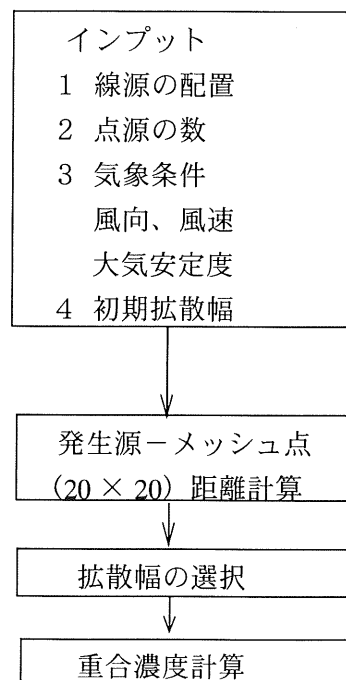 インプット
1 線源の配置
2 点源の数
3 気象条件
風向、風速
大気安定度
4 初期拡散幅
発生源－メッシュ点
(20 × 20) 距離計算
拡散幅の選択
重合濃度計算